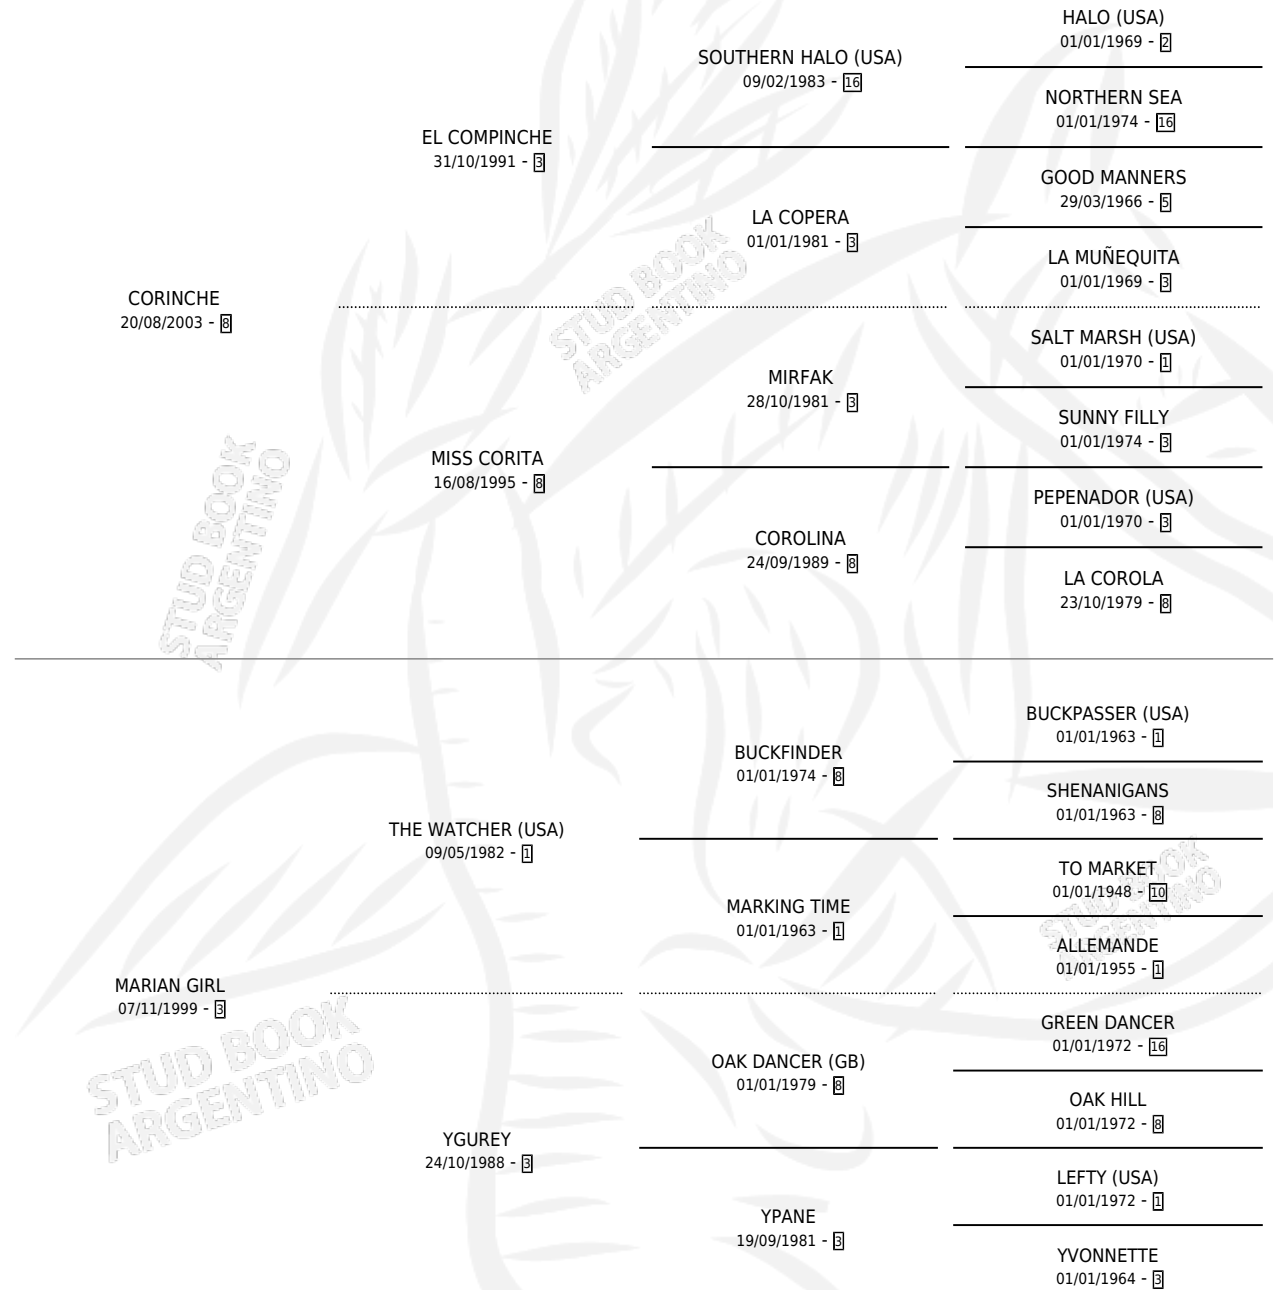 HALO (USA)
01/01/1969 - 2
SOUTHERN HALO (USA)
09/02/1983 - 16
NORTHERN SEA
01/01/1974 - 16
EL COMPINCHE
31/10/1991 - 3
GOOD MANNERS
29/03/1966 - 5
LA COPERA
01/01/1981 - 3
LA MUÑEQUITA
01/01/1969 - 3
CORINCHE
20/08/2003 - 8
SALT MARSH (USA)
01/01/1970 - 1
MIRFAK
28/10/1981 - 3
SUNNY FILLY
01/01/1974 - 3
MISS CORITA
16/08/1995 - 8
PEPENADOR (USA)
01/01/1970 - 3
COROLINA
24/09/1989 - 8
LA COROLA
23/10/1979 - 8
BUCKPASSER (USA)
01/01/1963 - 1
BUCKFINDER
01/01/1974 - 8
SHENANIGANS
01/01/1963 - 8
THE WATCHER (USA)
09/05/1982 - 1
TO MARKET
01/01/1948 - 10
MARKING TIME
01/01/1963 - 1
ALLEMANDE
01/01/1955 - 1
MARIAN GIRL
07/11/1999 - 3
GREEN DANCER
01/01/1972 - 16
OAK DANCER (GB)
01/01/1979 - 8
OAK HILL
01/01/1972 - 8
YGUREY
24/10/1988 - 3
LEFTY (USA)
01/01/1972 - 1
YPANE
19/09/1981 - 3
YVONNETTE
01/01/1964 - 3
STUD BOOK
ARGENTINO
STUD BOOK
ARGENTINO
STUD BOOK
ARGENTINO
STUD BOOK
ARGENTINO